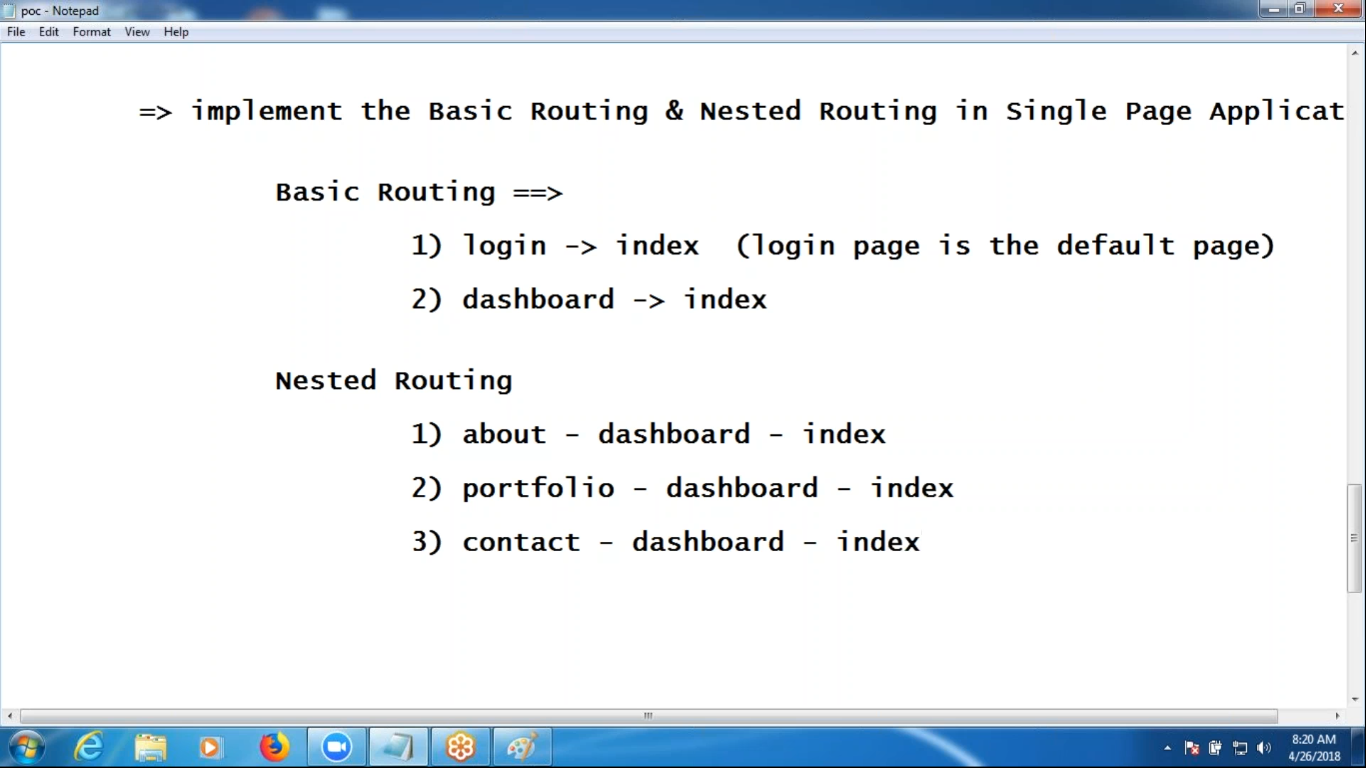 poc - Notepad
File Edit Format View Help
=> implement the Basic Routing & Nested Routing in Single Page Applicat
Basic Routing ==>
1) login -> index (login page is the default page)
2) dashboard -> index
Nested Routing
1) about - dashboard - index
2) portfolio - dashboard - index
3) contact - dashboard - index
8:20 AM
4/26/2018